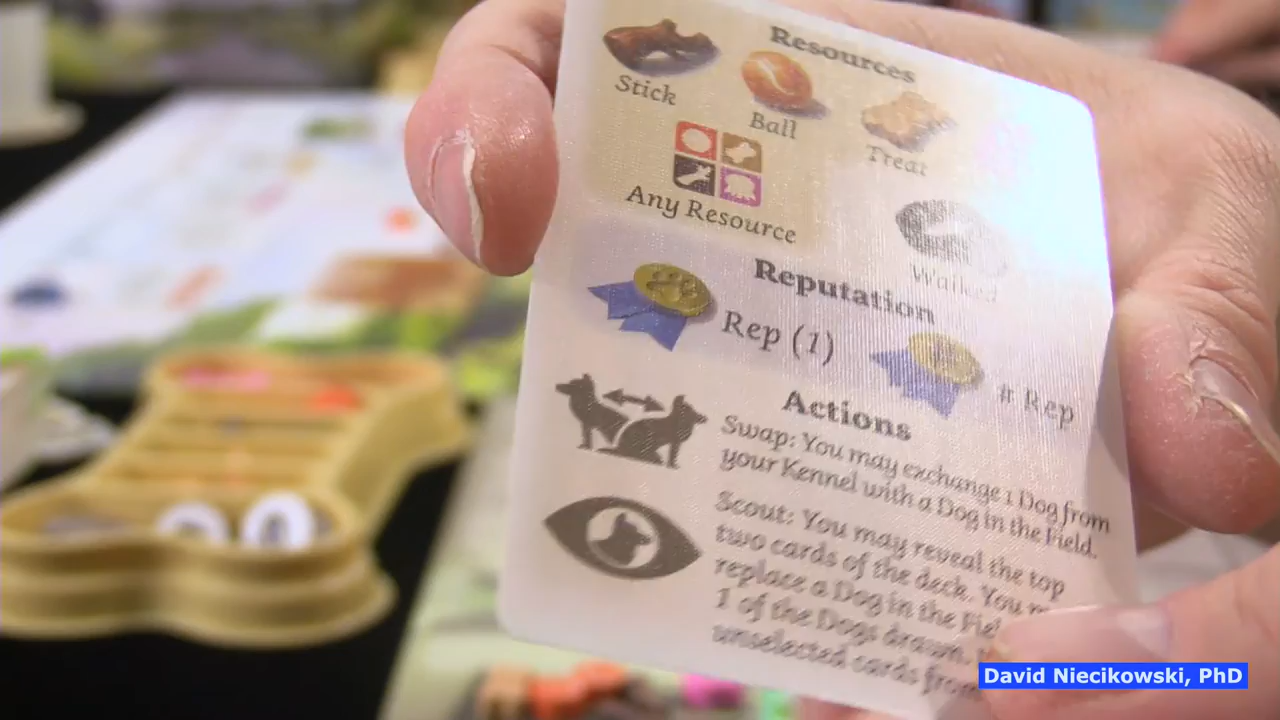 Resources
Stick
Ball
Treat
Any Resource
Walked
Reputation
Rep (1)
# Rep
Actions
Swap: You may exchange 1 Dog from
your Kennel with a Dog in the Field.
Scout: You may reveal the top
two cards of the deck. You
replace a Dog in the
1 of the Dogs drawn.
unselected cards from
David Niecikowski, PhD